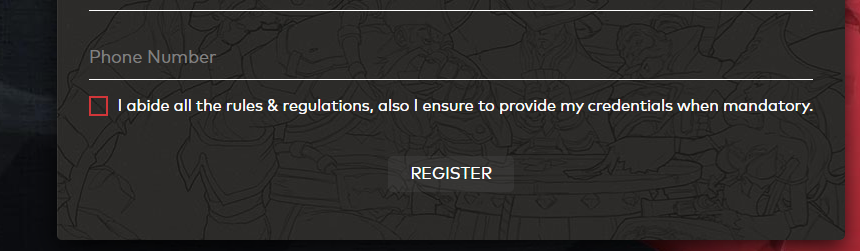 Phone Number
I abide all the rules & regulations, also I ensure to provide my credentials when mandatory.
REGISTER